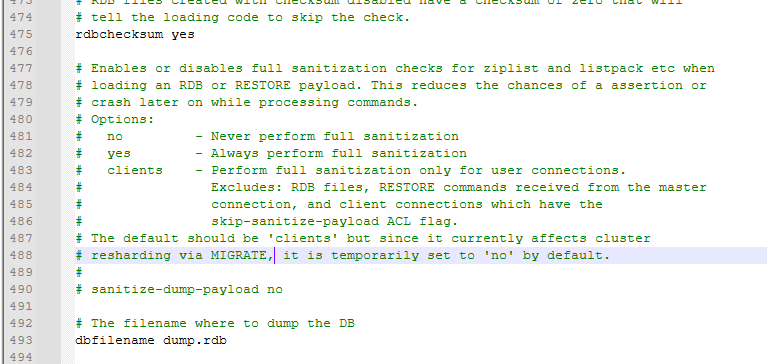 473 # RDB files created with checksum disabled have a checksum of zero that will
474 # tell the loading code to skip the check.
475 rdbchecksum yes
476
477 # Enables or disables full sanitization checks for ziplist and listpack etc when
478 # loading an RDB or RESTORE payload. This reduces the chances of a assertion or
479 # crash later on while processing commands.
480 # Options:
481 #   no         - Never perform full sanitization
482 #   yes        - Always perform full sanitization
483 #   clients    - Perform full sanitization only for user connections.
484 #                Excludes: RDB files, RESTORE commands received from the master
485 #                connection, and client connections which have the
486 #                skip-sanitize-payload ACL flag.
487 # The default should be 'clients' but since it currently affects cluster
488 # resharding via MIGRATE, it is temporarily set to 'no' by default.
489 #
490 # sanitize-dump-payload no
491
492 # The filename where to dump the DB
493 dbfilename dump.rdb
494